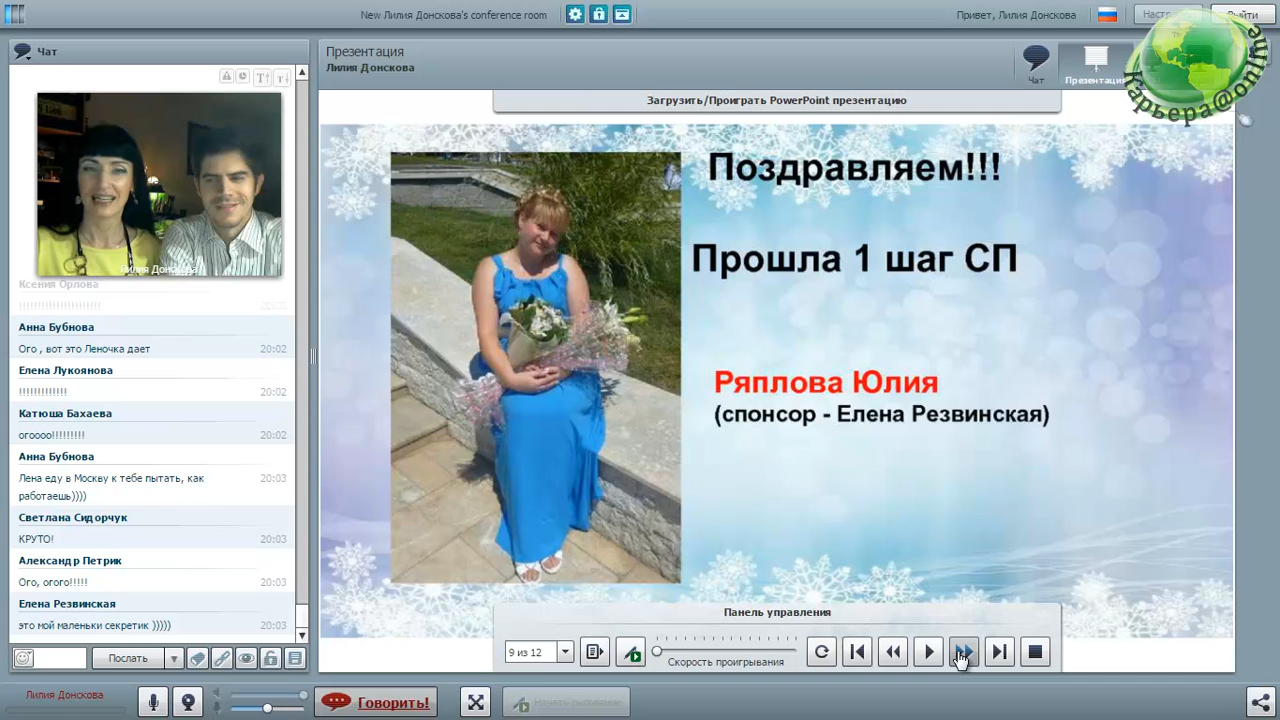 New Лилия Донскова's conference room
Привет, Лилия Донскова
Выйти
Чат
Лилия Донскова
Ксения Орлова
!!!!!!!!!!!!!!!!!!!!!!
Анна Бубнова
Ого , вот это Леночка дает 20:02
Елена Лукоянова
!!!!!!!!!!!!! 20:02
Катюша Бахаева
огоооо!!!!!!!!! 20:02
Анна Бубнова
Лена еду в Москву к тебе пытать, как 20:03
работаешь))))
Светлана Сидорчук
КРУТО! 20:03
Александр Петрик
Ого, огого!!!!! 20:03
Елена Резвинская
это мой маленьки секретик ))))) 20:03
Послать
Презентация
Лилия Донскова
Чат
Презентация
Карьера@online
Загрузить/Проиграть PowerPoint презентацию
Поздравляем!!!
Прошла 1 шаг СП
Ряплова Юлия
(спонсор - Елена Резвинская)
Панель управления
9 из 12
Скорость проигрывания
Лилия Донскова
Говорить!